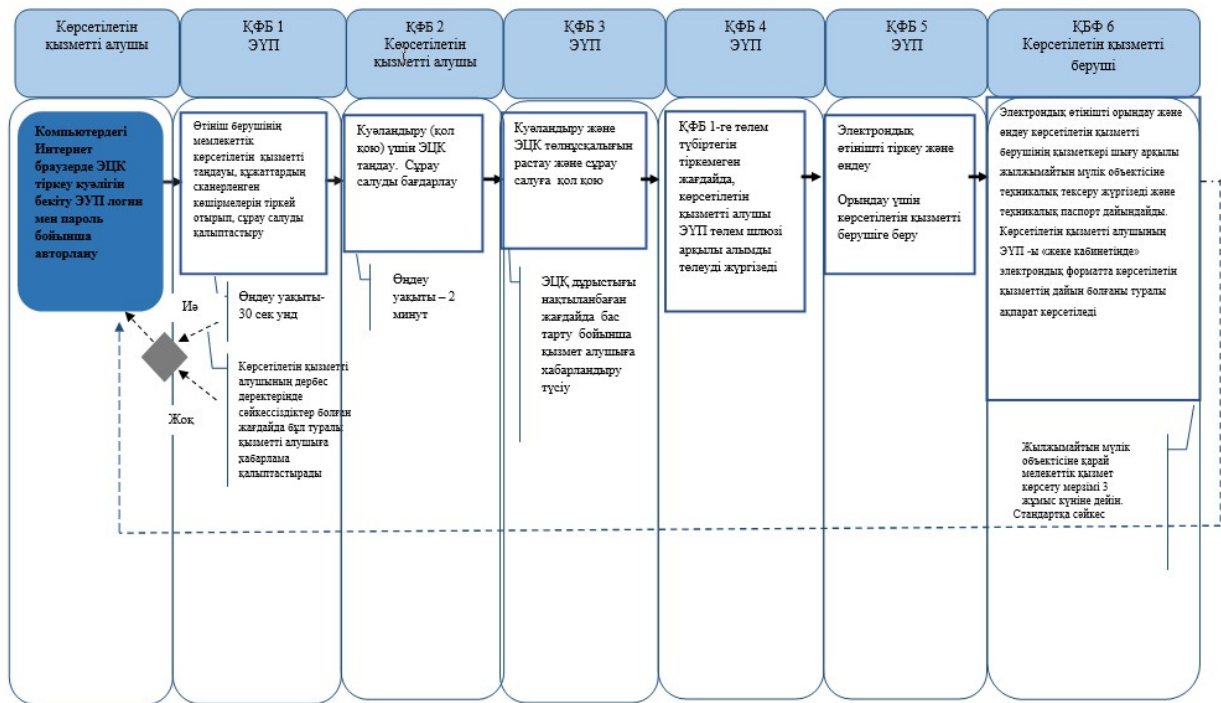 Көрсетілетін
қызметті алушы
ҚФБ 1
ЭҮП
ҚФБ 2
Көрсетілетін
қызметті алушы
ҚФБ 3
ЭҮП
ҚФБ 4
ЭҮП
ҚФБ 5
ЭҮП
ҚБФ 6
Көрсетілетін қызметті
беруші
Компьютердегі
Интернет
браузерде ЭЦК
тіркеу куәлігін
бекіту ЭУП логин
мен пароль
бойынша
авторлану
Өтініш берушінің
мемлекеттік
көрсетілетін қызметті
таңдауы, құжаттардың
сканерленген
көшірмелерін тіркей
отырып, сұрау салуды
қалыптастыру
Куәландыру (қол
қою) үшін ЭЦК
таңдау. Сұрау
салуды бағдарлау
Куәландыру және
ЭЦК төлнұсқалығын
растау және сұрау
салуға қол қою
ҚФБ 1-ге төлем
түбіртегін
тіркемеген
жағдайда,
көрсетілетін
қызметті алушы
ЭҮП төлем шлюзі
арқылы алымды
төлеуді жүргізеді
Электрондық
өтінішті тіркеу және
өңдеу
Орындау үшін
көрсетілетін қызметті
берушіге беру
Электрондық өтінішті орындау және
өңдеу көрсетілетін қызметті
берушінің қызметкері шығу арқылы
жылжымайтын мүлік объектісіне
техникалық тексеру жүргізеді және
техникалық паспорт дайындайды.
Көрсетілетін қызметті алушының
ЭҮП -ы «жеке кабинетінде»
электрондық форматта көрсетілетін
қызметтің дайын болғаны туралы
ақпарат көрсетіледі
Иә
Өңдеу уақыты-
30 сек унд
Жоқ
Көрсетілетін қызметті
алушының дербес
деректерінде
сәйкессіздіктер болған
жағдайда бұл туралы
қызметті алушыға
хабарлама
қалыптастырады
Өңдеу
уақыты – 2
минут
ЭЦҚ дұрыстығы
нақтыланбаған
жағдайда бас
тарту бойынша
қызмет алушыға
хабарландыру
түсіу
Жылжымайтын мүлік
объектісіне қарай
мелекеттік қызмет
көрсету мерзімі 3
жұмыс күніне дейін.
Стандартқа сәйкес